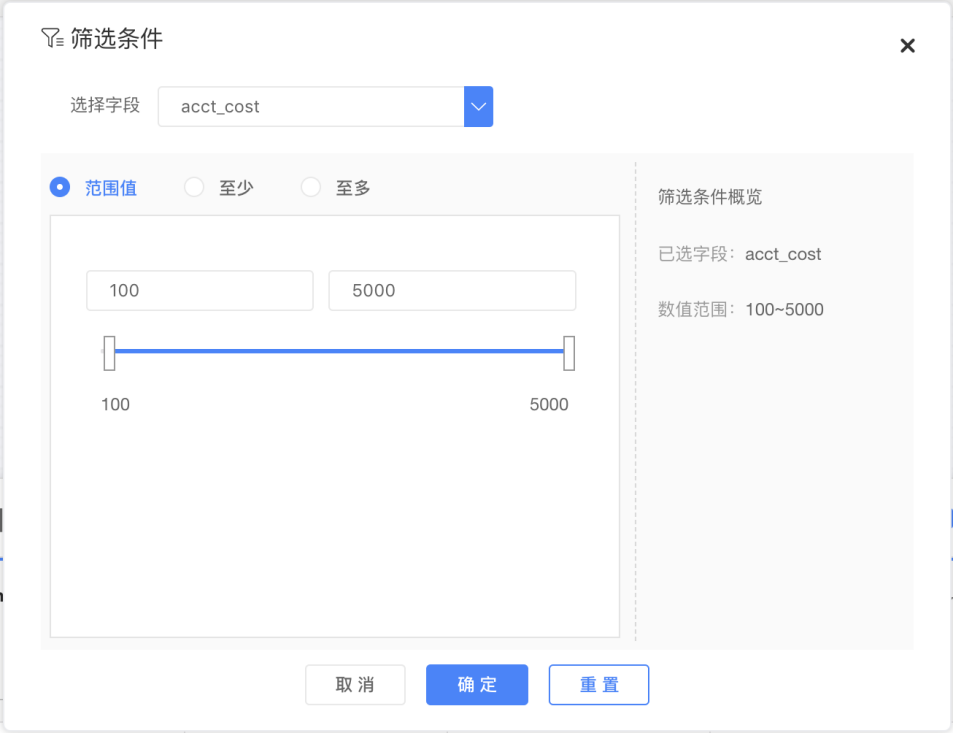 筛选条件
选择字段 acct_cost
范围值 至少 至多
筛选条件概览
已选字段： acct_cost
数值范围： 100~5000
100 5000
100 5000
取消 确定 重置